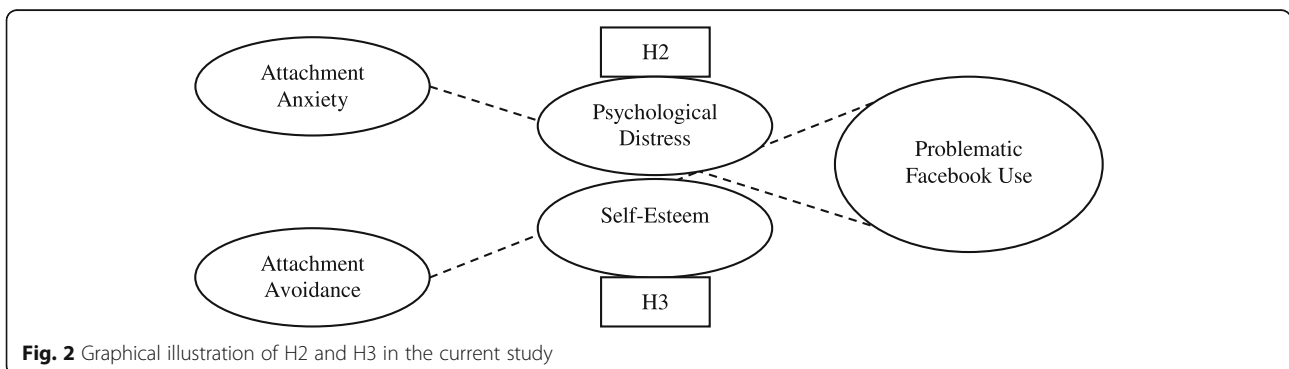 H2
Attachment
Anxiety
Psychological
Distress
Problematic
Facebook Use
Self-Esteem
Attachment
Avoidance
H3
Fig. 2 Graphical illustration of H2 and H3 in the current study